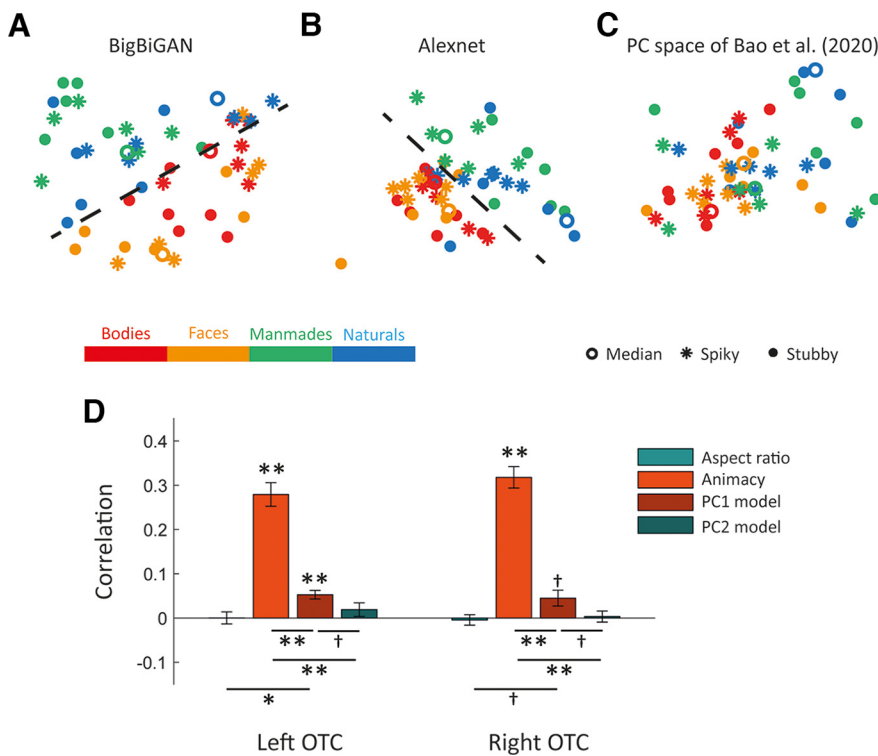 A
BigBiGAN
B
Alexnet
C
PC space of Bao et al. (2020)
Bodies Faces Manmades Naturals
Median Spiky Stubby
D
Correlation
0.4
0.3
0.2
0.1
0
-0.1
** ** ** †
** † ** †
** **
* †
Left OTC Right OTC
Aspect ratio
Animacy
PC1 model
PC2 model